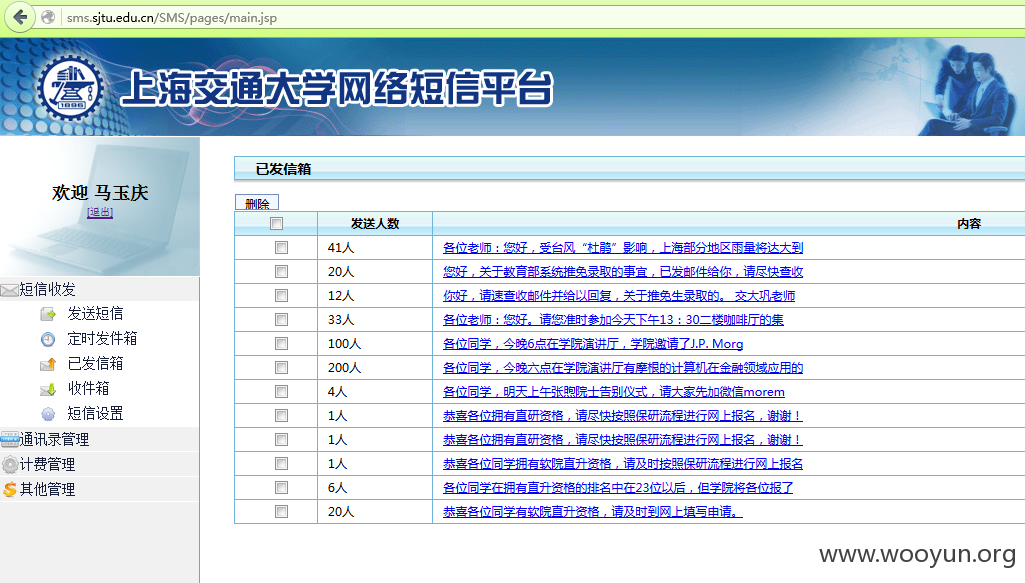 sms.sjtu.edu.cn/SMS/pages/main.jsp
上海交通大学网络短信平台
1896
欢迎 马玉庆
[退出]
短信收发
发送短信
定时发件箱
已发信箱
收件箱
短信设置
通讯录管理
计费管理
其他管理
已发信箱
删除
发送人数 内容
41人 各位老师：您好，受台风“杜鹃”影响，上海部分地区雨量将达大到
20人 您好，关于教育部系统推免录取的事宜，已发邮件给你，请尽快查收
12人 你好，请速查收邮件并给以回复，关于推免生录取的。 交大巩老师
33人 各位老师：您好。请您准时参加今天下午13：30二楼咖啡厅的集
100人 各位同学，今晚6点在学院演讲厅，学院邀请了J.P. Morg
200人 各位同学，今晚六点在学院演讲厅有摩根的计算机在金融领域应用的
4人 各位同学，明天上午张煦院士告别仪式，请大家先加微信morem
1人 恭喜各位拥有直研资格，请尽快按照保研流程进行网上报名，谢谢！
1人 恭喜各位拥有直研资格，请尽快按照保研流程进行网上报名，谢谢！
1人 恭喜各位同学拥有软院直升资格，请及时按照保研流程进行网上报名
6人 各位同学在拥有直升资格的排名中在23位以后，但学院将各位报了
20人 恭喜各位同学有软院直升资格，请及时到网上填写申请。
www.wooyun.org